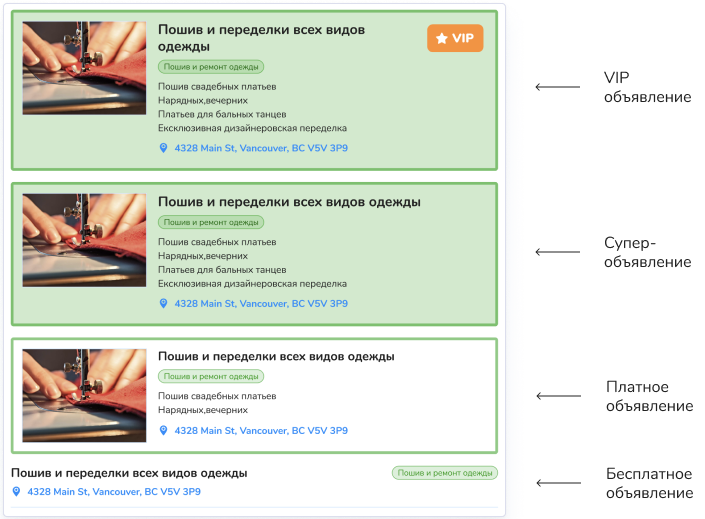 Пошив и переделки всех видов
одежды
VIP
Пошив и ремонт одежды
Пошив свадебных платьев
Нарядных,вечерних
Платьев для бальных танцев
Ексклюзивная дизайнеровская переделка
4328 Main St, Vancouver, BC V5V 3P9
VIP
объявление
Пошив и переделки всех видов одежды
Пошив и ремонт одежды
Пошив свадебных платьев
Нарядных,вечерних
Платьев для бальных танцев
Ексклюзивная дизайнеровская переделка
4328 Main St, Vancouver, BC V5V 3P9
Супер-
объявление
Пошив и переделки всех видов одежды
Пошив и ремонт одежды
Пошив свадебных платьев
Нарядных,вечерних
4328 Main St, Vancouver, BC V5V 3P9
Платное
объявление
Пошив и переделки всех видов одежды
Пошив и ремонт одежды
4328 Main St, Vancouver, BC V5V 3P9
Бесплатное
объявление